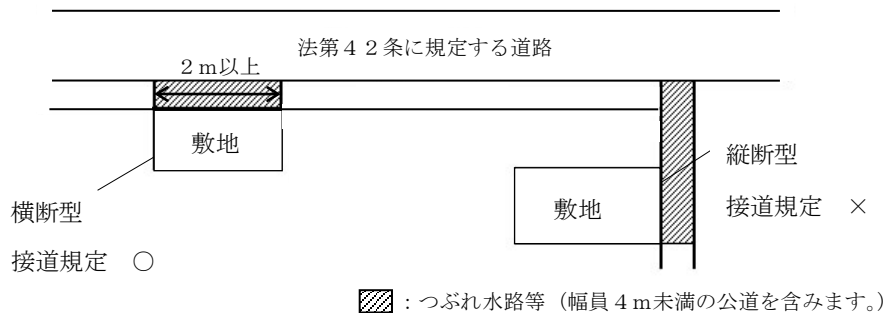 法第４２条に規定する道路
２ｍ以上
敷地
横断型
接道規定　○
敷地
縦断型
接道規定　×
：つぶれ水路等（幅員４ｍ未満の公道を含みます。）